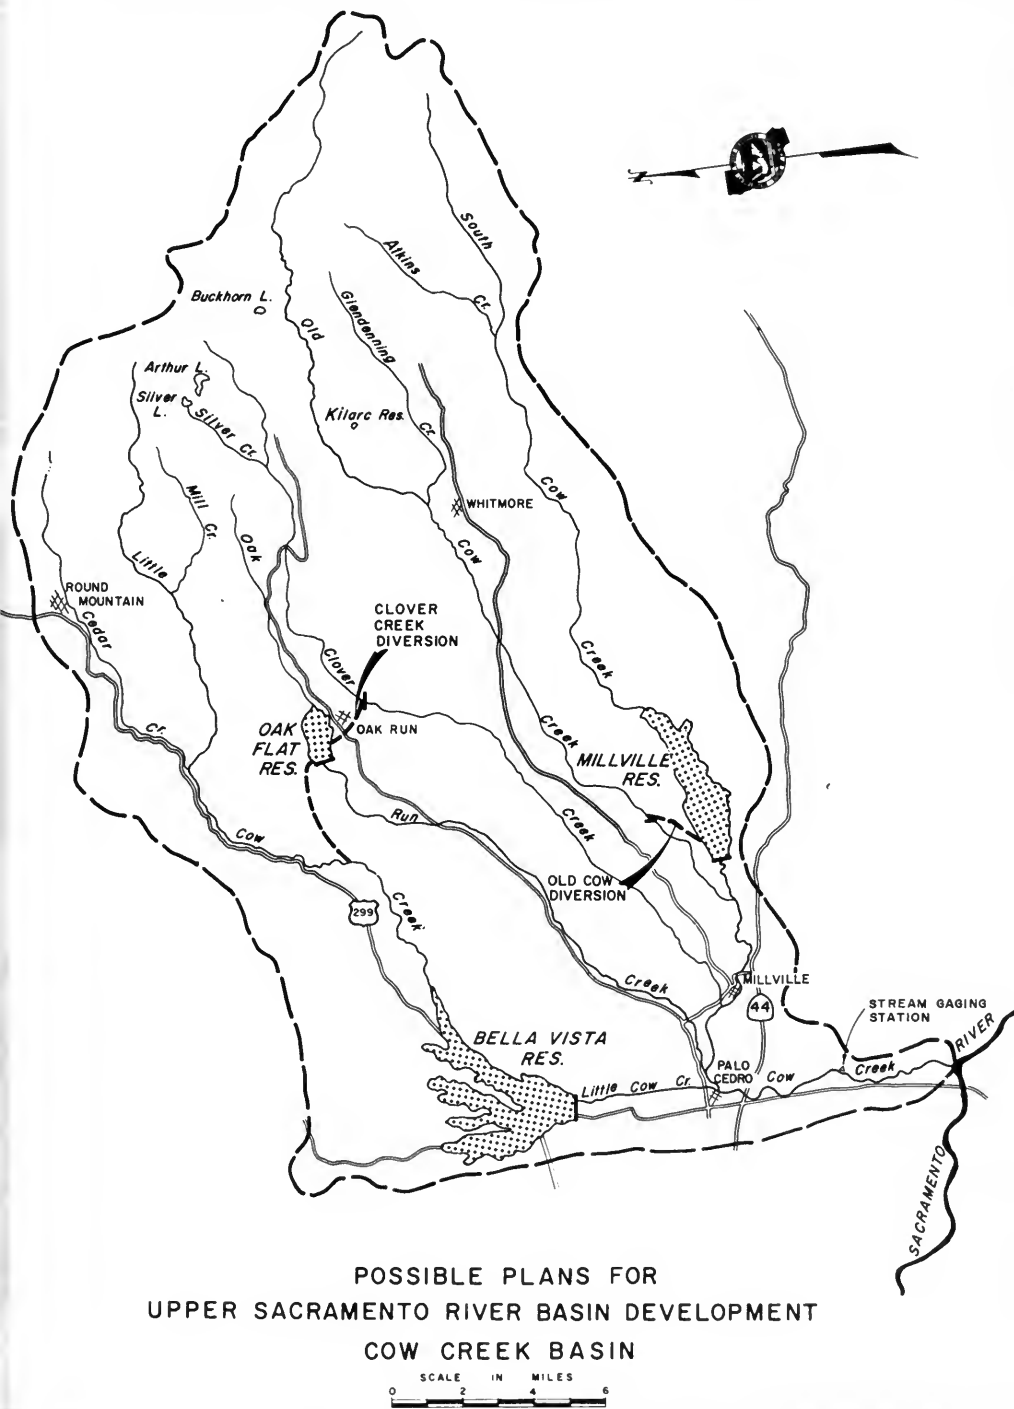 N
South
Atkins
Cr.
Buckhorn L.
Old
Glendenning
Cr.
Arthur L.
Silver
L.
Silver Cr.
Kilarc Res.
Mill
Cr.
Oak
Cow
WHITMORE
Cow
Little
ROUND
MOUNTAIN
Cedar
Cr.
CLOVER
CREEK
DIVERSION
Clover
Creek
OAK
FLAT
RES.
OAK RUN
Creek
MILLVILLE
RES.
Run
Creek
Cow
OLD COW
DIVERSION
299
Creek
Creek
MILLVILLE
44
STREAM GAGING
STATION
RIVER
BELLA VISTA
RES.
PALO
CEDRO
Little Cow Cr.
Cow
Creek
SACRAMENTO
POSSIBLE PLANS FOR
UPPER SACRAMENTO RIVER BASIN DEVELOPMENT
COW CREEK BASIN
SCALE IN MILES
0 2 4 6